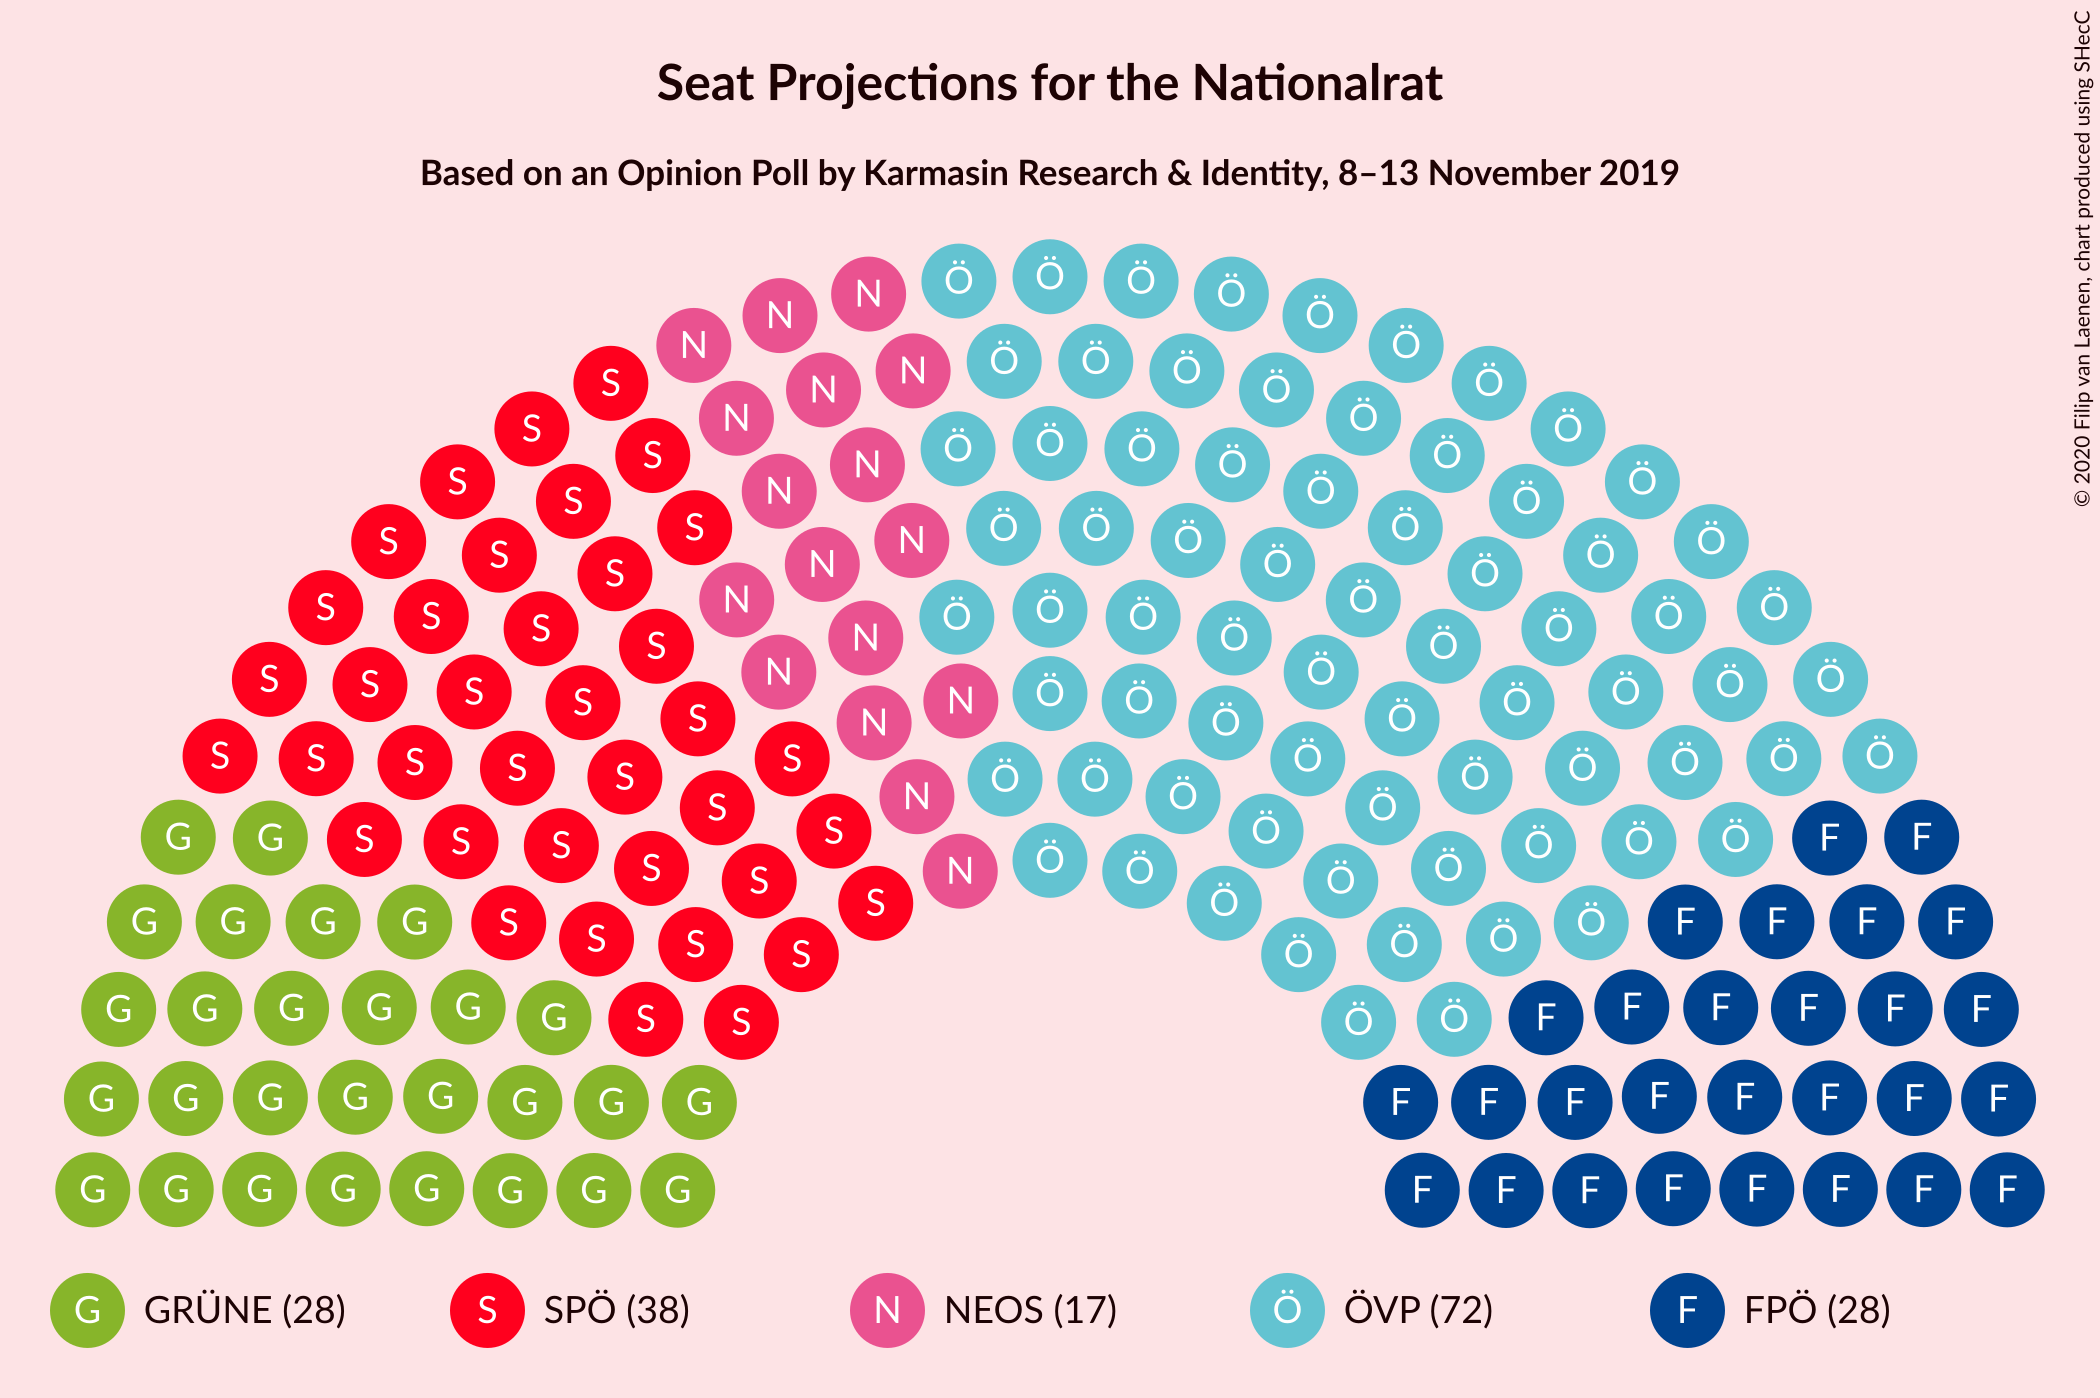 Seat Projections for the Nationalrat
Based on an Opinion Poll by Karmasin Research & Identity, 8–13 November 2019
© 2020 Filip van Laenen, chart produced using SHecC
N N N Ö Ö Ö Ö Ö Ö
S S N N N Ö Ö Ö Ö Ö Ö Ö Ö
S S S N N Ö Ö Ö Ö Ö Ö Ö Ö
S S S S N N N Ö Ö Ö Ö Ö Ö Ö Ö
S S S S N N Ö Ö Ö Ö Ö Ö Ö Ö
S S S S S N N N Ö Ö Ö Ö Ö Ö Ö Ö Ö
S S S S S S N Ö Ö Ö Ö Ö Ö Ö Ö Ö
G G S S S S S S N Ö Ö Ö Ö Ö Ö Ö Ö Ö F F
G G G G S S S S S Ö Ö Ö Ö Ö F F F F
G G G G G G S S Ö Ö F F F F F F
G G G G G G G G F F F F F F F F
G G G G G G G G F F F F F F F F
G GRÜNE (28) S SPÖ (38) N NEOS (17) Ö ÖVP (72) F FPÖ (28)